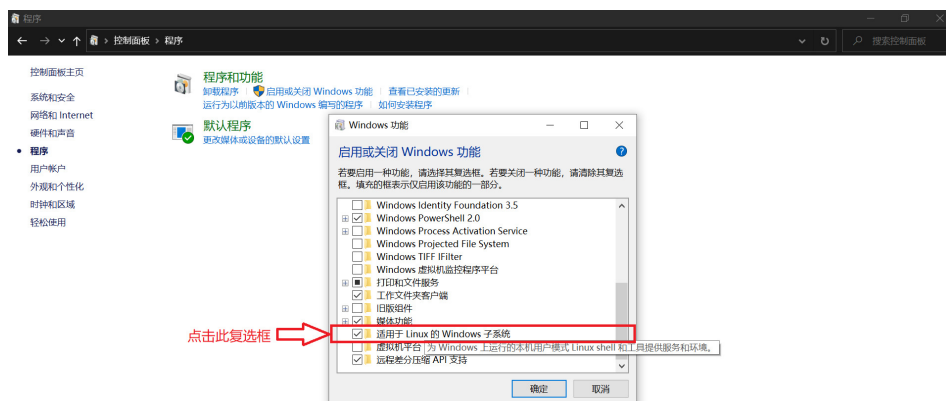 程序
控制面板 > 程序
搜索控制面板
控制面板主页
系统和安全
网络和 Internet
硬件和声音
程序
用户帐户
外观和个性化
时钟和区域
轻松使用
程序和功能
卸载程序 启用或关闭 Windows 功能 查看已安装的更新
运行为以前版本的 Windows 编写的程序 如何安装程序
默认程序
更改媒体或设备的默认设置
Windows 功能
启用或关闭 Windows 功能
若要启用一种功能，请选择其复选框。若要关闭一种功能，请清除其复选
框。填充的框表示仅启用该功能的一部分。
Windows Identity Foundation 3.5
Windows PowerShell 2.0
Windows Process Activation Service
Windows Projected File System
Windows TIFF IFilter
Windows 虚拟机监控程序平台
打印和文件服务
工作文件夹客户端
旧版组件
媒体功能
点击此复选框
适用于 Linux 的 Windows 子系统
虚拟机平台
为 Windows 上运行的本机用户模式 Linux shell 和工具提供服务和环境。
远程差分压缩 API 支持
确定
取消